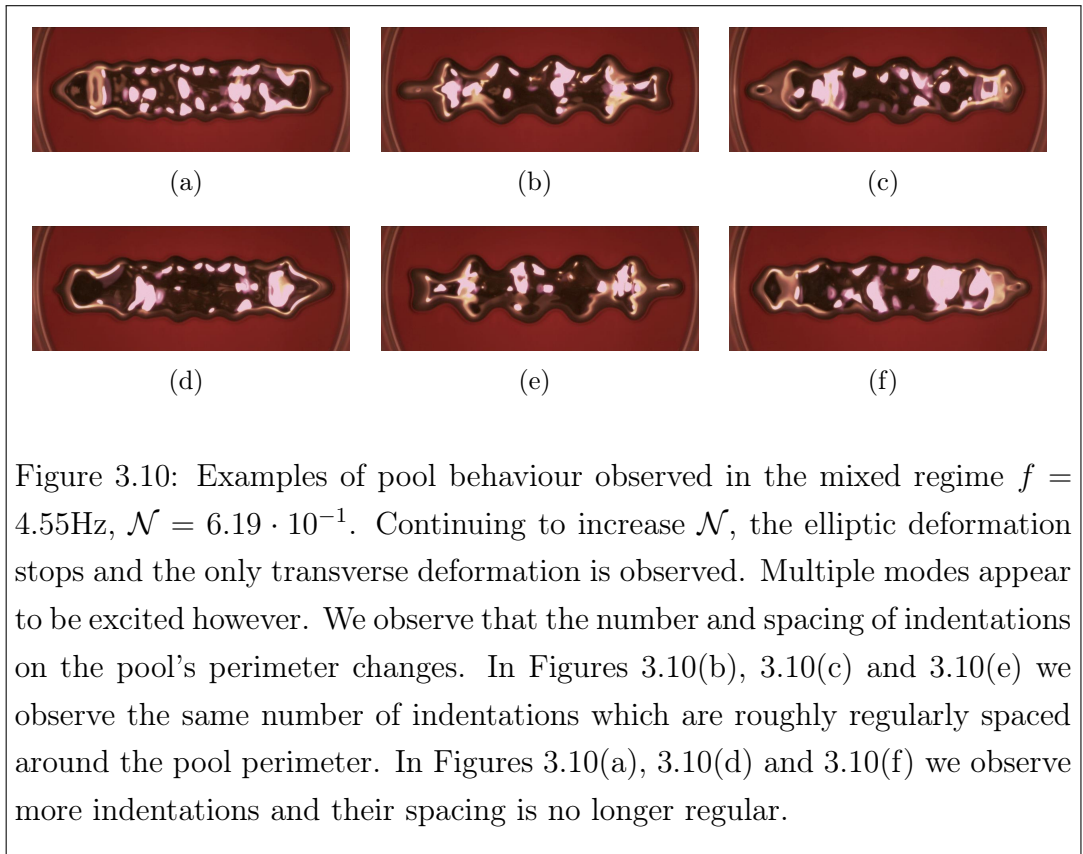 (a) (b) (c)
(d) (e) (f)
Figure 3.10: Examples of pool behaviour observed in the mixed regime f =
4.55Hz, 𝒩 = 6.19 · 10⁻¹. Continuing to increase 𝒩, the elliptic deformation
stops and the only transverse deformation is observed. Multiple modes appear
to be excited however. We observe that the number and spacing of indentations
on the pool's perimeter changes. In Figures 3.10(b), 3.10(c) and 3.10(e) we
observe the same number of indentations which are roughly regularly spaced
around the pool perimeter. In Figures 3.10(a), 3.10(d) and 3.10(f) we observe
more indentations and their spacing is no longer regular.